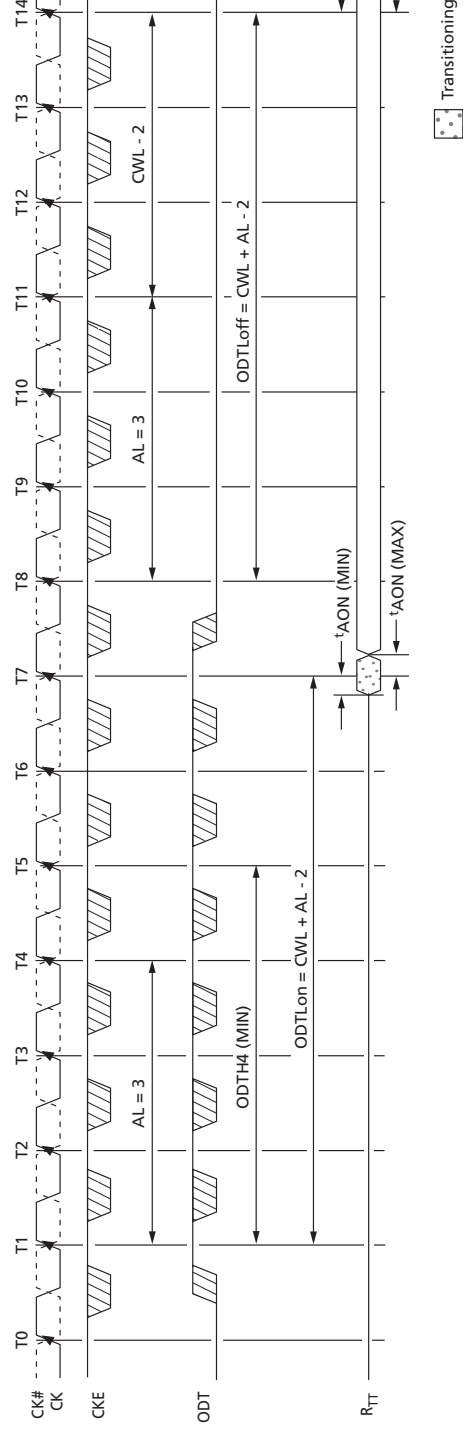 T0 T1 T2 T3 T4 T5 T6 T7 T8 T9 T10 T11 T12 T13 T14
CK#
CK
CKE
AL = 3 AL = 3 CWL - 2
ODT
ODTH4 (MIN) ODTLoff = CWL + AL - 2
ODTLon = CWL + AL - 2
tAON (MIN)
RTT
tAON (MAX)
Transitioning